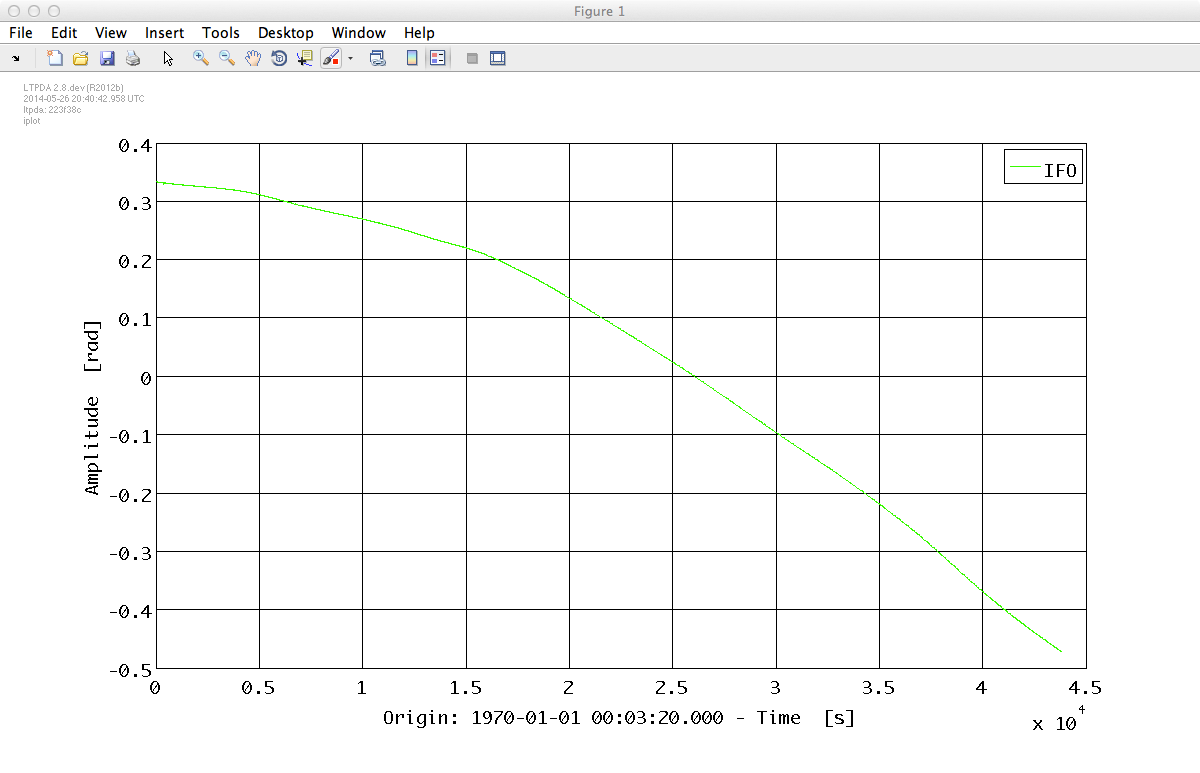 Figure 1
File Edit View Insert Tools Desktop Window Help
LTPDA 2.8.dev (R2012b)
2014-05-26 20:40:42.958 UTC
ltpda: 223f38c
iplot
IFO
0.4
0.3
0.2
0.1
0
-0.1
-0.2
-0.3
-0.4
-0.5
Amplitude [rad]
0 0.5 1 1.5 2 2.5 3 3.5 4 4.5
Origin: 1970-01-01 00:03:20.000 - Time [s]
x 10^4